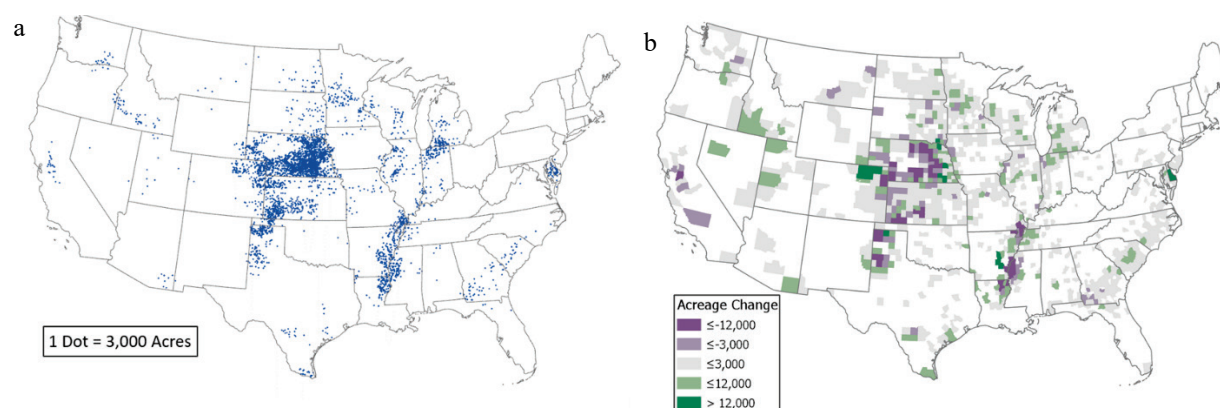 a
b
1 Dot = 3,000 Acres
Acreage Change
≤-12,000
≤-3,000
≤3,000
≤12,000
> 12,000